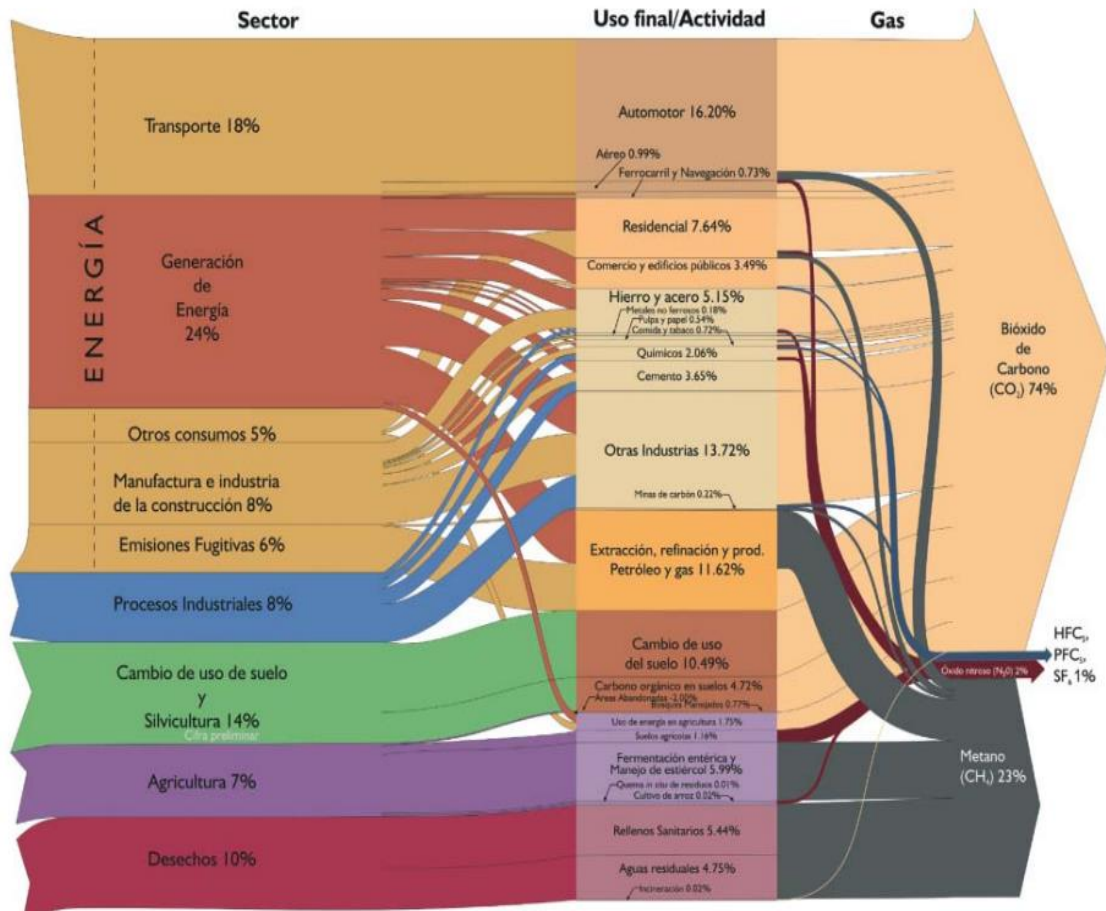 Sector
Uso final/Actividad
Gas
ENERGÍA
Transporte 18%
Generación
de
Energía
24%
Otros consumos 5%
Manufactura e industria
de la construcción 8%
Emisiones Fugitivas 6%
Procesos Industriales 8%
Cambio de uso de suelo
y
Silvicultura 14%
Cifra preliminar
Agricultura 7%
Desechos 10%
Automotor 16.20%
Aéreo 0.99%
Ferrocarril y Navegación 0.73%
Residencial 7.64%
Comercio y edificios públicos 3.49%
Hierro y acero 5.15%
Metales no ferrosos 0.18%
Pulpa y papel 0.54%
Comida y tabaco 0.72%
Químicos 2.06%
Cemento 3.65%
Otras Industrias 13.72%
Minas de carbón 0.22%
Extracción, refinación y prod.
Petróleo y gas 11.62%
Cambio de uso
del suelo 10.49%
Carbono orgánico en suelos 4.72%
Áreas Abandonadas -2.00%
Bosques Manejados 0.77%
Uso de energía en agricultura 1.75%
Suelos agrícolas 1.16%
Fermentación entérica y
Manejo de estiércol 5.99%
Quema in situ de residuos 0.01%
Cultivo de arroz 0.02%
Rellenos Sanitarios 5.44%
Aguas residuales 4.75%
Incineración 0.02%
Bióxido
de
Carbono
(CO₂) 74%
HFCs,
PFCs,
SF₆ 1%
Óxido nitroso (N₂O) 2%
Metano
(CH₄) 23%